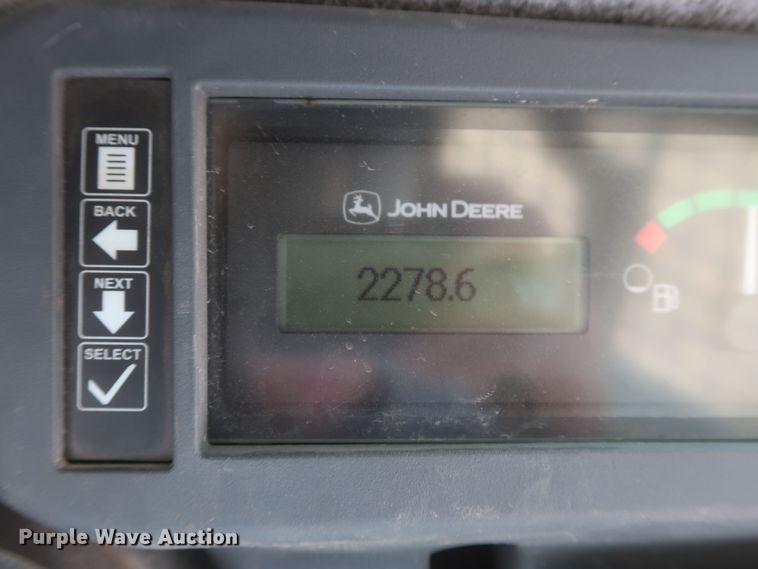 MENU
BACK
NEXT
SELECT
JOHN DEERE
2278.6
Purple Wave Auction